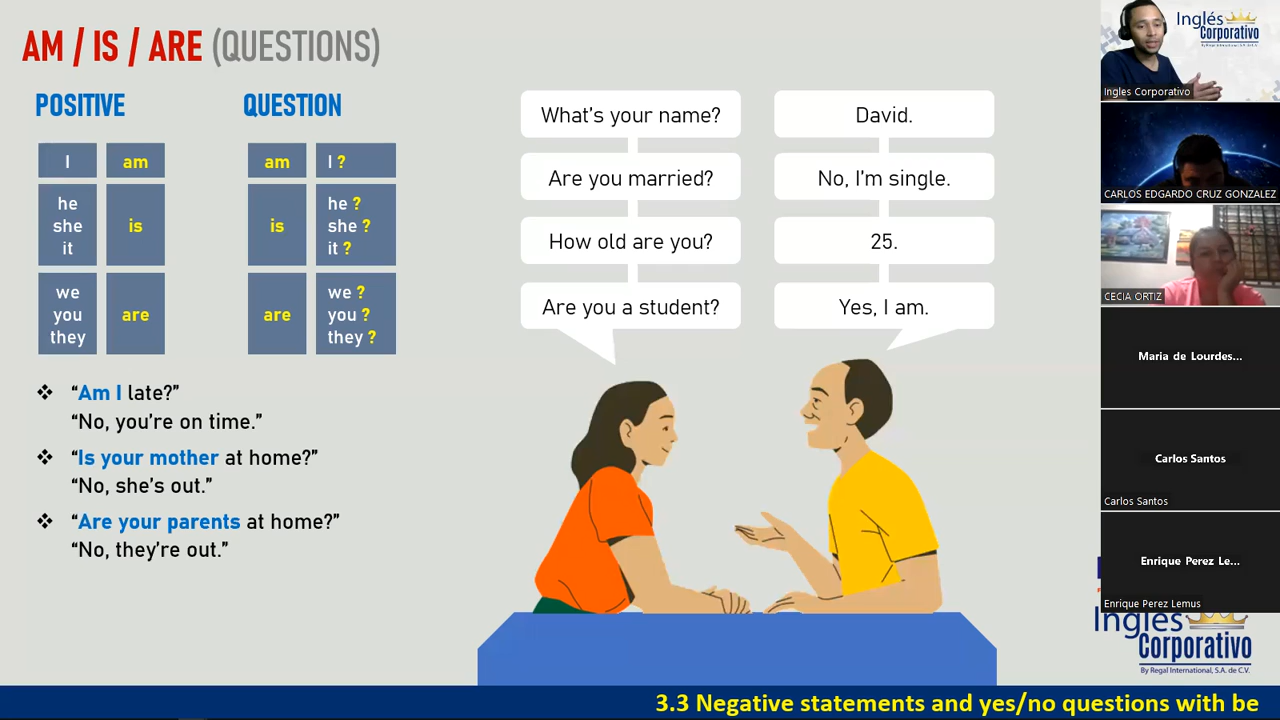 AM / IS / ARE (QUESTIONS)
POSITIVE
QUESTION
I
am
he
she
it
is
we
you
they
are
am
I ?
is
he ?
she ?
it ?
are
we ?
you ?
they ?
“Am I late?”
“No, you’re on time.”
“Is your mother at home?”
“No, she’s out.”
“Are your parents at home?”
“No, they’re out.”
What’s your name?
David.
Are you married?
No, I’m single.
How old are you?
25.
Are you a student?
Yes, I am.
Inglés
Corporativo
Ingles Corporativo
CARLOS EDGARDO CRUZ GONZALEZ
CECIA ORTIZ
Maria de Lourdes...
Carlos Santos
Carlos Santos
Enrique Perez Le...
Enrique Perez Lemus
Inglés
Corporativo
By Regal International, S.A. de C.V.
3.3 Negative statements and yes/no questions with be